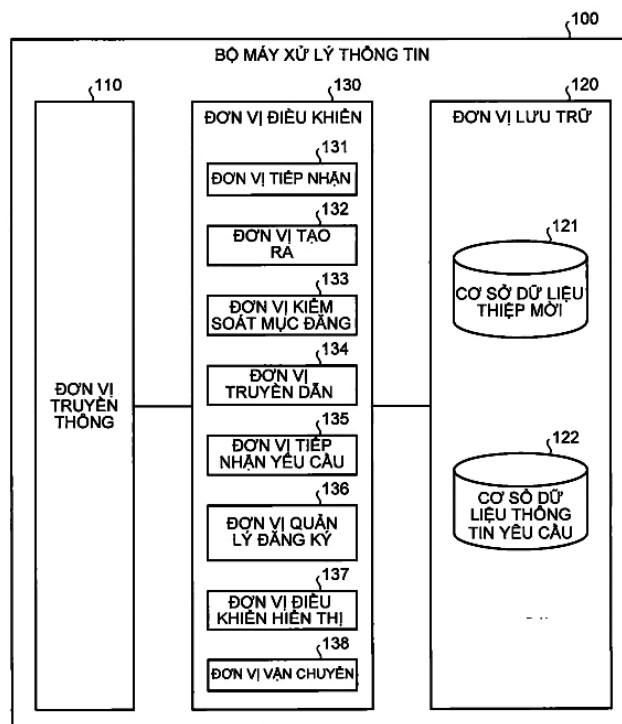 100
BỘ MÁY XỬ LÝ THÔNG TIN
110
130
120
ĐƠN VỊ ĐIỀU KHIỂN
ĐƠN VỊ LƯU TRỮ
131
ĐƠN VỊ TIẾP NHẬN
132
ĐƠN VỊ TẠO
RA
133
ĐƠN VỊ KIỂM
SOÁT MỤC ĐĂNG
134
ĐƠN VỊ
TRUYỀN DẪN
135
ĐƠN VỊ TIẾP
NHẬN YÊU CẦU
136
ĐƠN VỊ QUẢN
LÝ ĐĂNG KÝ
137
ĐƠN VỊ ĐIỀU
KHIỂN HIỂN THỊ
138
ĐƠN VỊ VẬN CHUYỂN
ĐƠN VỊ
TRUYỀN
THÔNG
121
CƠ SỞ DỮ LIỆU
THIỆP MỜI
122
CƠ SỞ DỮ
LIỆU THÔNG
TIN YÊU CẦU